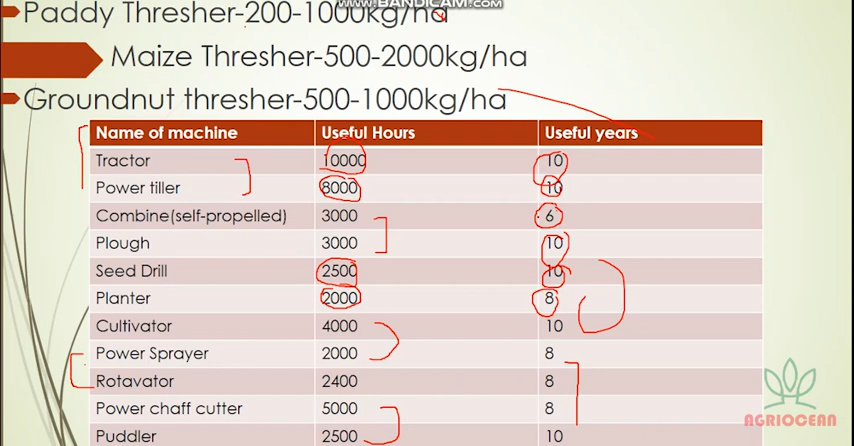 WWW.BANDICAM.COM
Paddy Thresher-200-1000kg/ha
Maize Thresher-500-2000kg/ha
Groundnut thresher-500-1000kg/ha
Name of machine Useful Hours Useful years
Tractor 10000 10
Power tiller 8000 10
Combine(self-propelled) 3000 6
Plough 3000 10
Seed Drill 2500 10
Planter 2000 8
Cultivator 4000 10
Power Sprayer 2000 8
Rotavator 2400 8
Power chaff cutter 5000 8
Puddler 2500 10
AGRIOCEAN